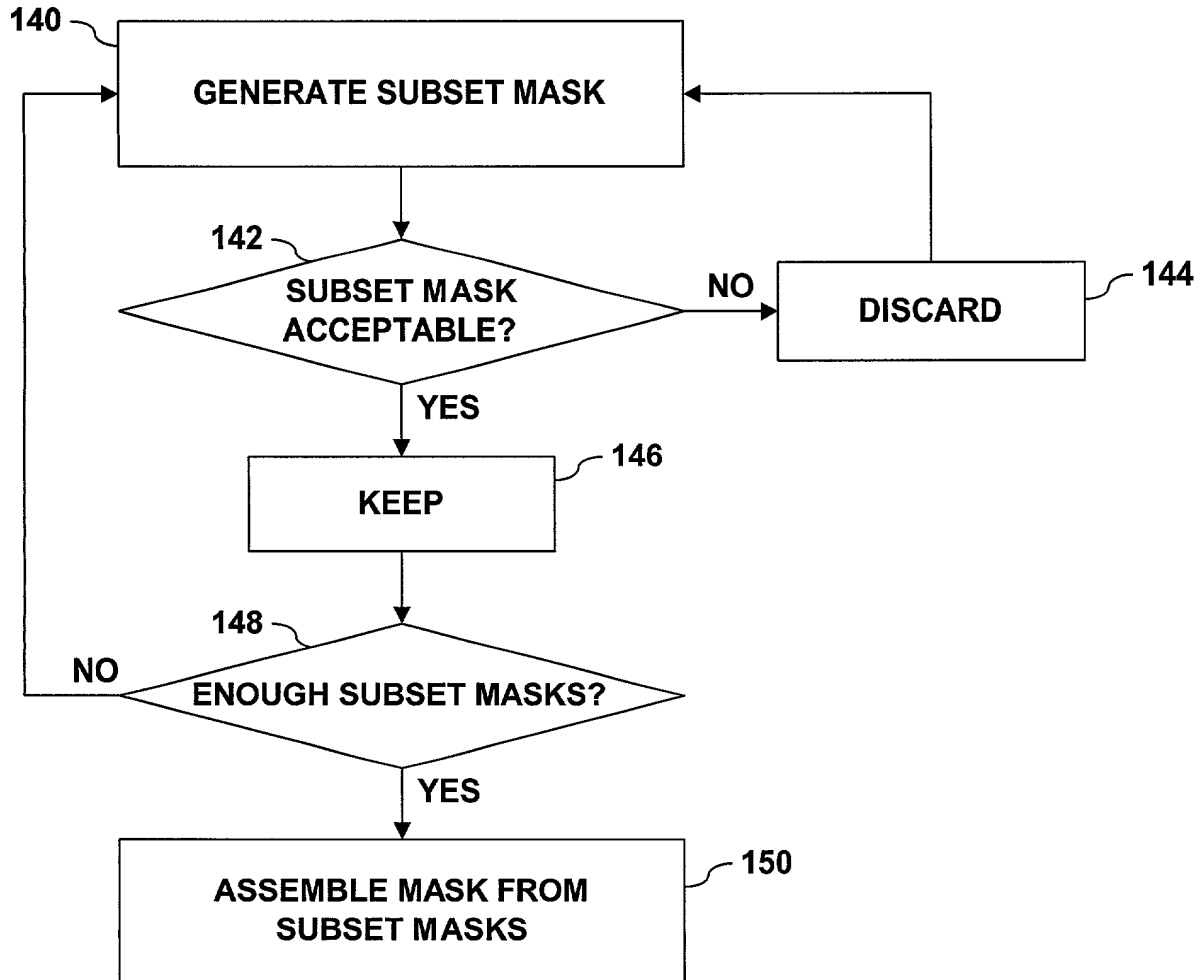 140
GENERATE SUBSET MASK
142
SUBSET MASK
ACCEPTABLE?
NO
DISCARD
144
YES
146
KEEP
148
NO
ENOUGH SUBSET MASKS?
YES
150
ASSEMBLE MASK FROM
SUBSET MASKS